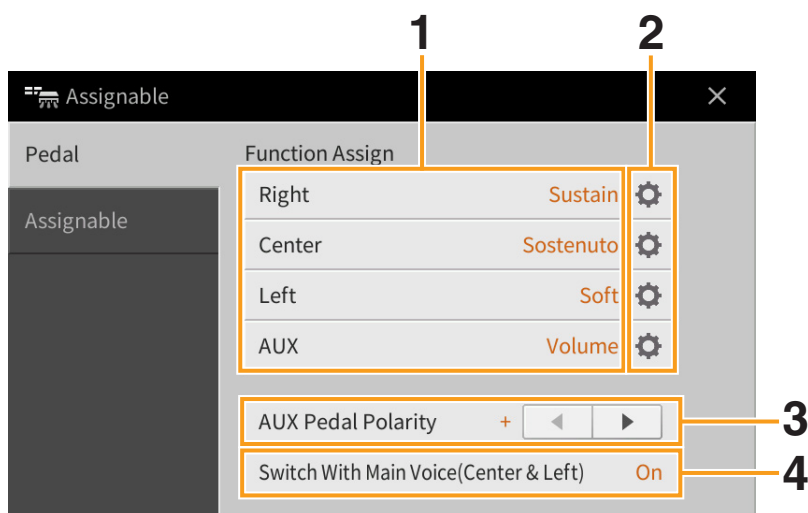 1 2
Assignable
Pedal
Function Assign
Right Sustain
Assignable
Center Sostenuto
Left Soft
AUX Volume
AUX Pedal Polarity +
3
Switch With Main Voice(Center & Left) On
4